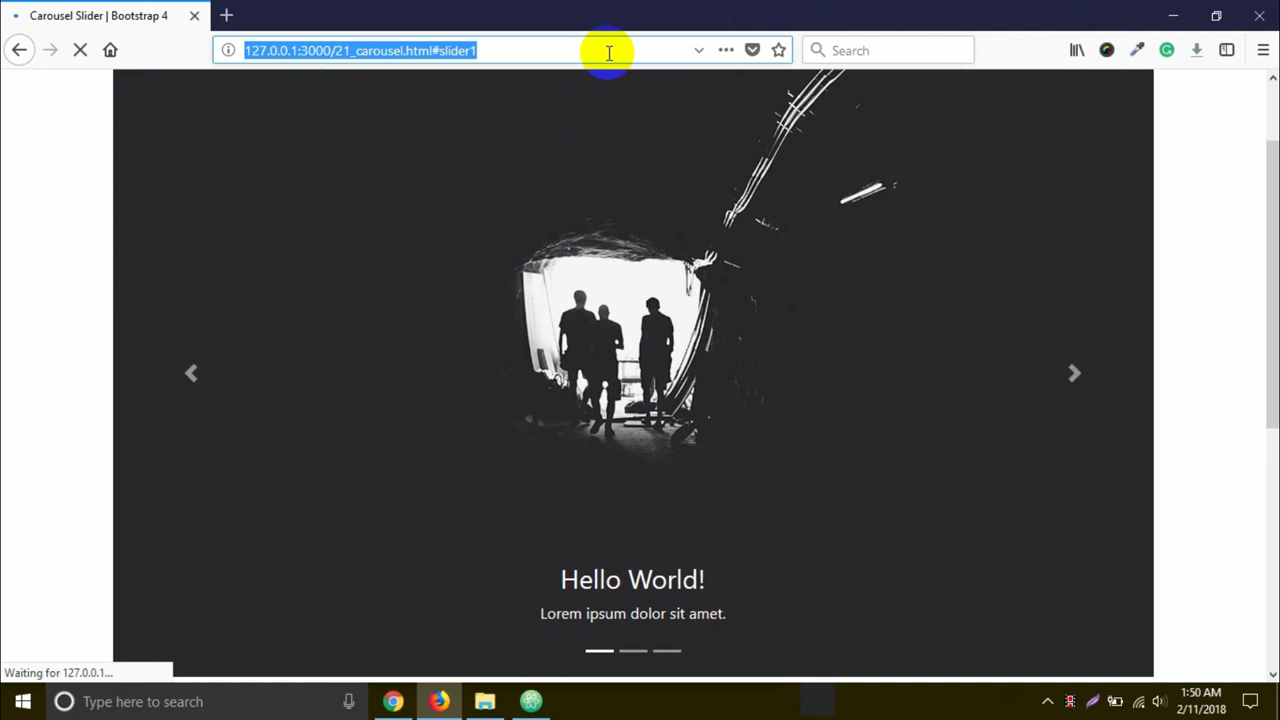 Carousel Slider | Bootstrap 4
127.0.0.1:3000/21_carousel.html#slider1
Search
Hello World!
Lorem ipsum dolor sit amet.
Waiting for 127.0.0.1...
Type here to search
1:50 AM
2/11/2018